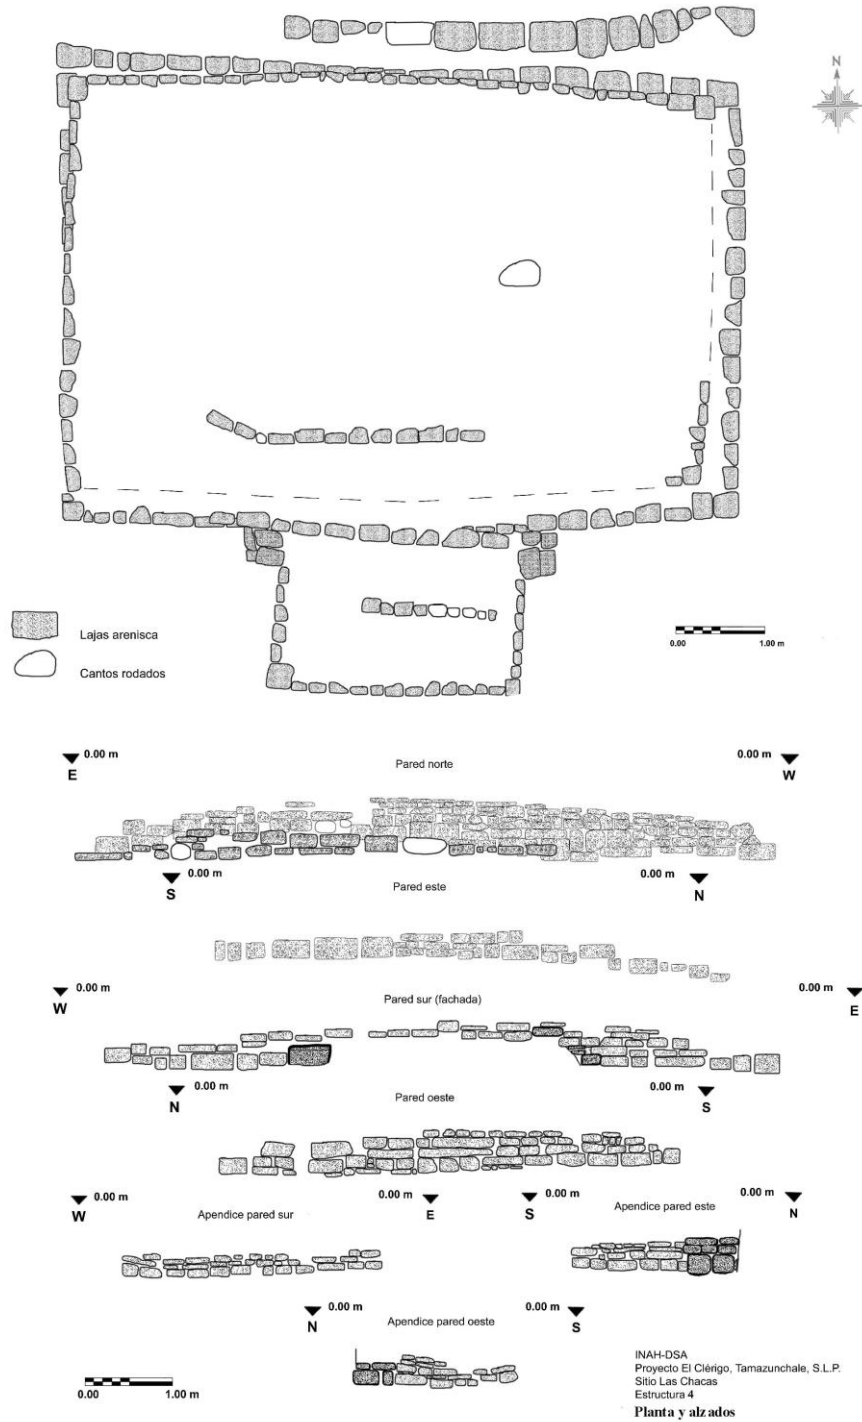 N
Lajas arenisca
Cantos rodados
0.00 1.00 m
0.00 m 0.00 m
E Pared norte W
0.00 m 0.00 m
S Pared este N
0.00 m 0.00 m
W Pared sur (fachada) E
0.00 m 0.00 m
N Pared oeste S
0.00 m 0.00 m 0.00 m
W Apendice pared sur E S Apendice pared este N
0.00 m 0.00 m
N Apendice pared oeste S
0.00 1.00 m
INAH-DSA
Proyecto El Clérigo, Tamazunchale, S.L.P.
Sitio Las Chacas
Estructura 4
Planta y alzados